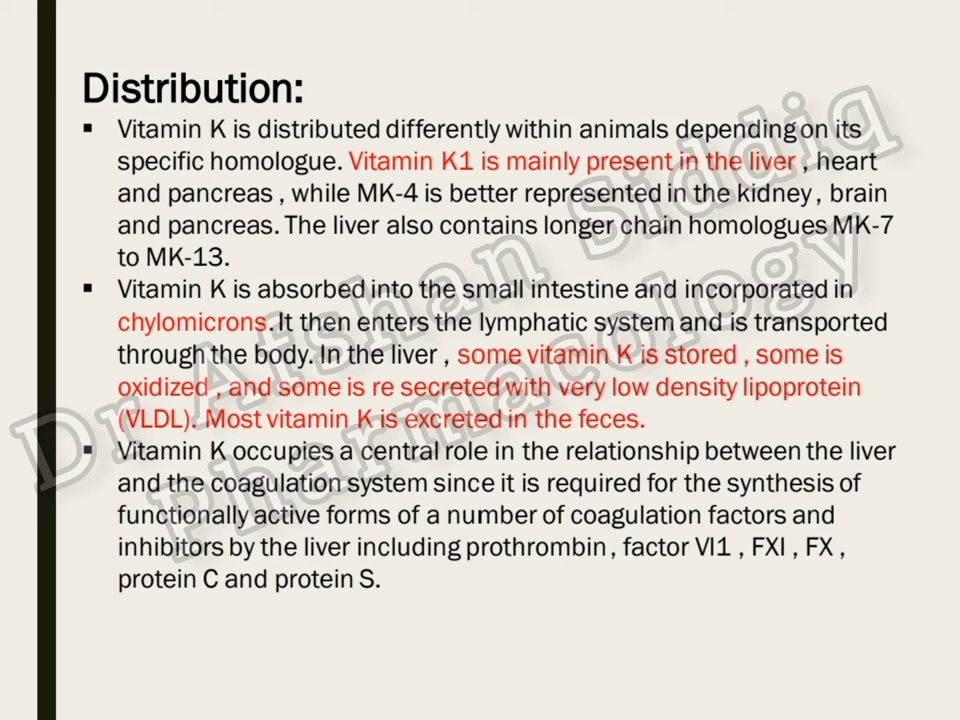 Distribution:
▪ Vitamin K is distributed differently within animals depending on its
specific homologue. Vitamin K1 is mainly present in the liver , heart
and pancreas , while MK-4 is better represented in the kidney , brain
and pancreas. The liver also contains longer chain homologues MK-7
to MK-13.
▪ Vitamin K is absorbed into the small intestine and incorporated in
chylomicrons. It then enters the lymphatic system and is transported
through the body. In the liver , some vitamin K is stored , some is
oxidized , and some is re secreted with very low density lipoprotein
(VLDL). Most vitamin K is excreted in the feces.
▪ Vitamin K occupies a central role in the relationship between the liver
and the coagulation system since it is required for the synthesis of
functionally active forms of a number of coagulation factors and
inhibitors by the liver including prothrombin , factor VI1 , FXI , FX ,
protein C and protein S.
Dr Afshan Siddiq
Pharmacology